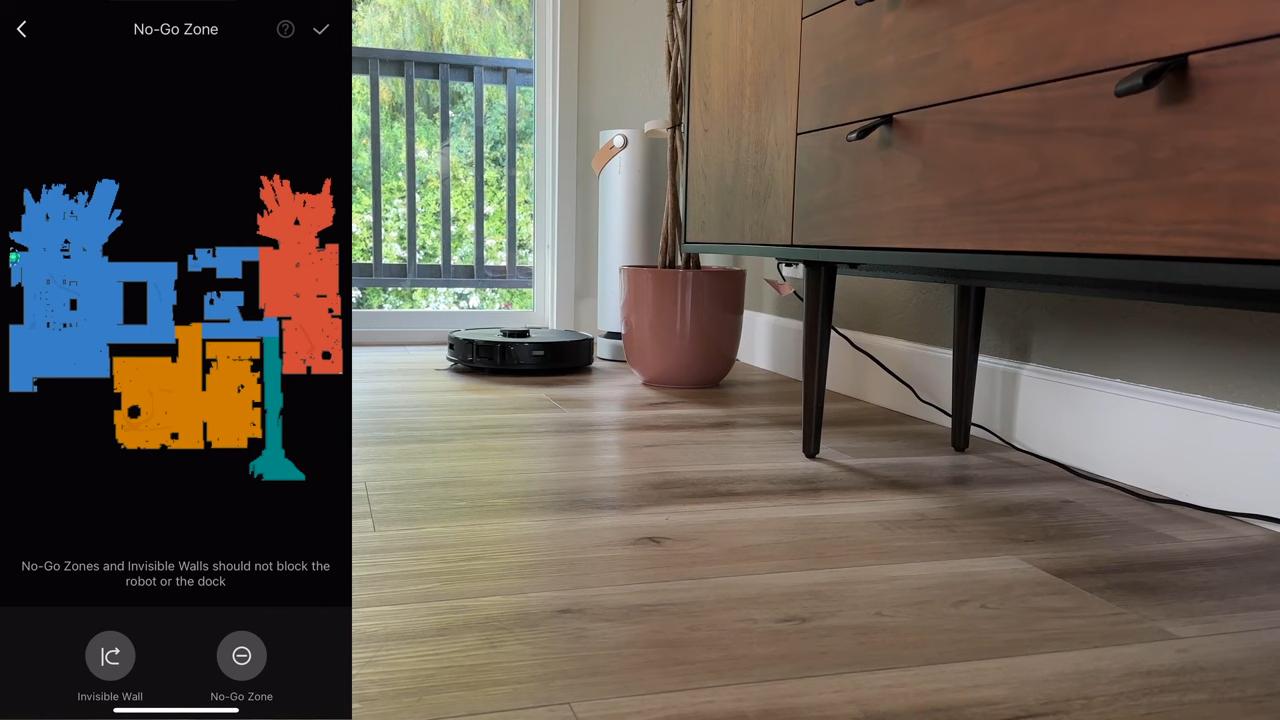 No-Go Zone
No-Go Zones and Invisible Walls should not block the
robot or the dock
Invisible Wall
No-Go Zone